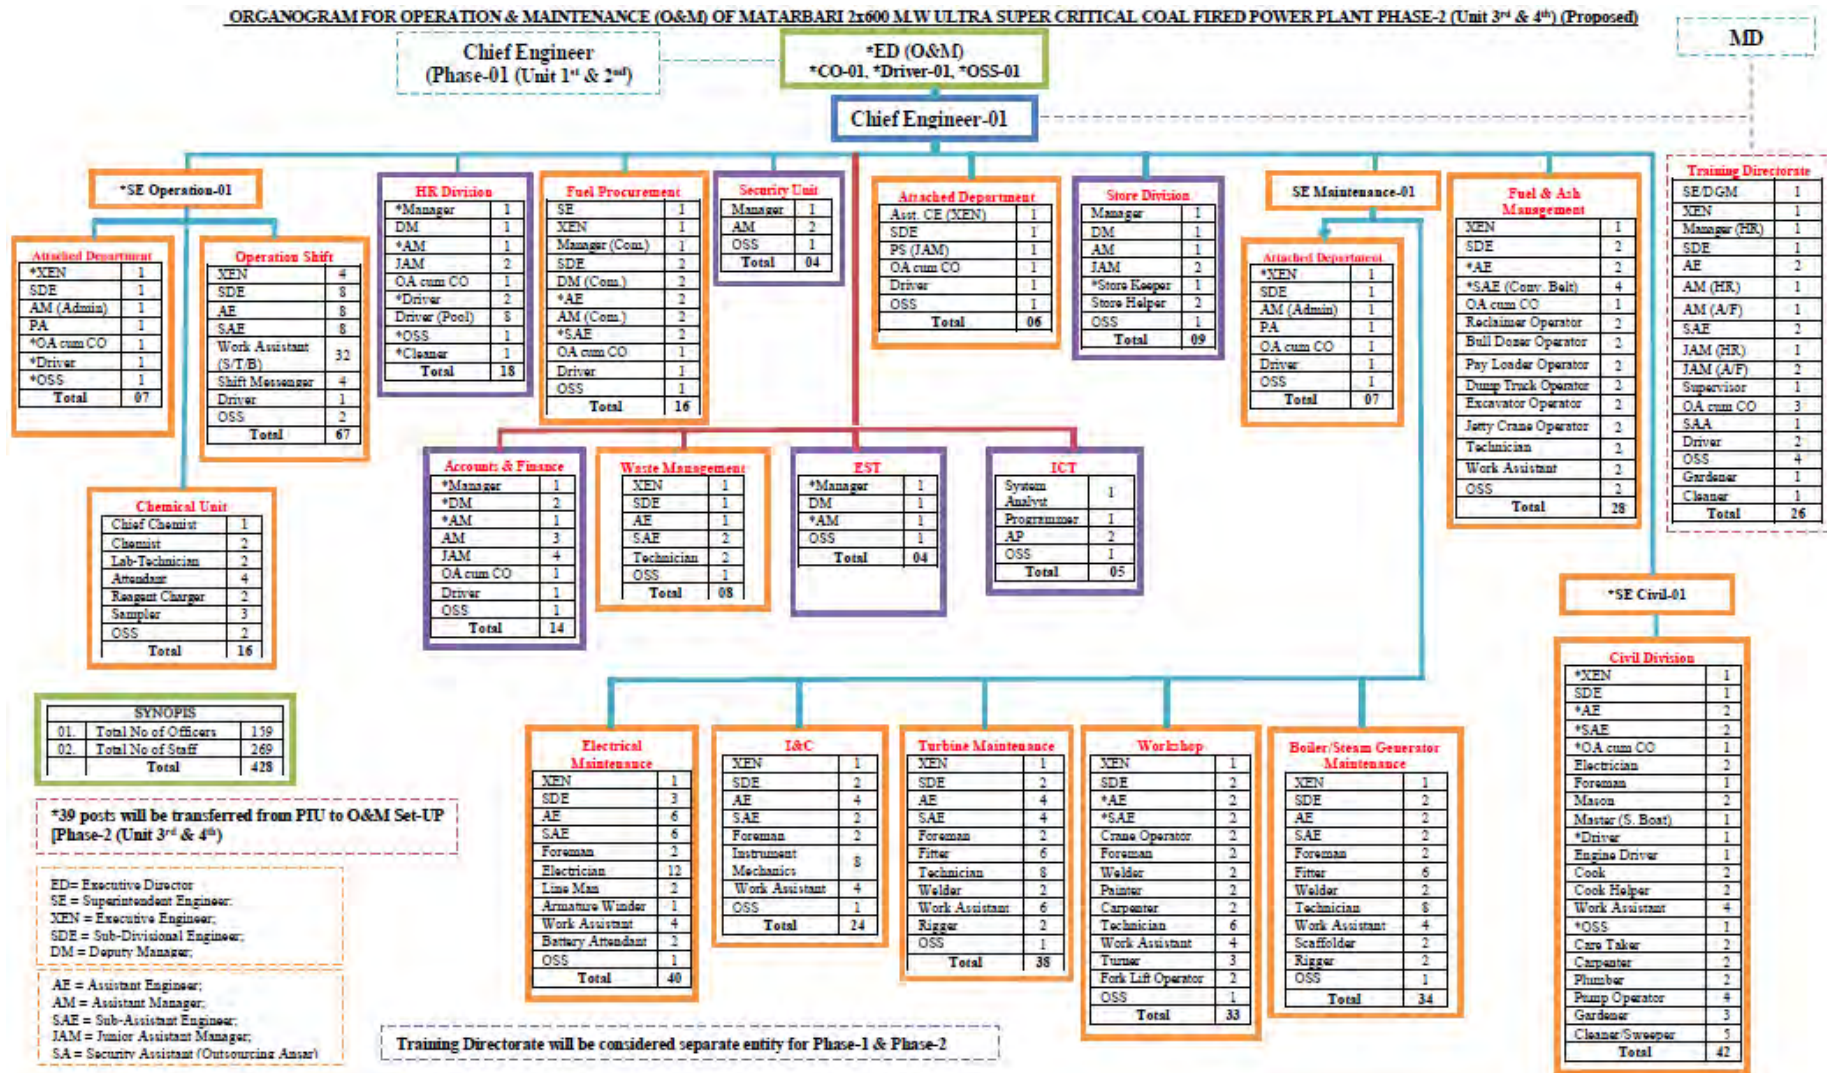 ORGANOGRAM FOR OPERATION & MAINTENANCE (O&M) OF MATARBARI 2x600 M.W ULTRA SUPER CRITICAL COAL FIRED POWER PLANT PHASE-2 (Unit 3rd & 4th) (Proposed)
Chief Engineer
(Phase-01 (Unit 1st & 2nd)
*ED (O&M)
*CO-01, *Driver-01, *OSS-01
MD
Chief Engineer-01
*SE Operation-01
Attached Department
*XEN 1
SDE 1
AM (Admin) 1
PA 1
*OA cum CO 1
*Driver 1
*OSS 1
Total 07
Operation Shift
XEN 4
SDE 8
AE 8
SAE 8
Work Assistant
(S/T/B) 32
Shift Messenger 4
Driver 1
OSS 2
Total 67
Chemical Unit
Chief Chemist 1
Chemist 2
Lab-Technician 2
Attendant 4
Reagent Charger 2
Sampler 3
OSS 2
Total 16
HR Division
*Manager 1
DM 1
*AM 1
JAM 2
OA cum CO 1
*Driver 2
Driver (Pool) 8
*OSS 1
*Cleaner 1
Total 18
Fuel Procurement
SE 1
XEN 1
Manager (Com.) 1
SDE 2
DM (Com.) 2
*AE 2
AM (Com.) 2
*SAE 2
OA cum CO 1
Driver 1
OSS 1
Total 16
Security Unit
Manager 1
AM 2
OSS 1
Total 04
Attached Department
Asst. CE (XEN) 1
SDE 1
PS (JAM) 1
OA cum CO 1
Driver 1
OSS 1
Total 06
Store Division
Manager 1
DM 1
AM 1
JAM 2
*Store Keeper 1
Store Helper 2
OSS 1
Total 09
SE Maintenance-01
Attached Department
*XEN 1
SDE 1
AM (Admin) 1
PA 1
OA cum CO 1
Driver 1
OSS 1
Total 07
Fuel & Ash
Management
XEN 1
SDE 2
*AE 2
*SAE (Conv. Belt) 4
OA cum CO 1
Reclaimer Operator 2
Bull Dozer Operator 2
Pay Loader Operator 2
Dump Truck Operator 2
Excavator Operator 2
Jetty Crane Operator 2
Technician 2
Work Assistant 2
OSS 2
Total 28
Training Directorate
SE/DGM 1
XEN 1
Manager (HR) 1
SDE 1
AE 2
AM (HR) 1
AM (A/F) 1
SAE 2
JAM (HR) 1
JAM (A/F) 2
Supervisor 1
OA cum CO 3
SAA 1
Driver 2
OSS 4
Gardener 1
Cleaner 1
Total 26
Accounts & Finance
*Manager 1
*DM 2
*AM 1
AM 3
JAM 4
OA cum CO 1
Driver 1
OSS 1
Total 14
Waste Management
XEN 1
SDE 1
AE 1
SAE 2
Technician 2
OSS 1
Total 08
EST
*Manager 1
DM 1
*AM 1
OSS 1
Total 04
ICT
System
Analyst 1
Programmer 1
AP 2
OSS 1
Total 05
*SE Civil-01
Civil Division
*XEN 1
SDE 1
*AE 2
*SAE 2
*OA cum CO 1
Electrician 2
Foreman 1
Mason 2
Master (S. Boat) 1
*Driver 1
Engine Driver 1
Cook 2
Cook Helper 2
Work Assistant 4
*OSS 1
Care Taker 2
Carpenter 2
Plumber 2
Pump Operator 4
Gardener 3
Cleaner/Sweeper 5
Total 42
Electrical
Maintenance
XEN 1
SDE 3
AE 6
SAE 6
Foreman 2
Electrician 12
Line Man 2
Armature Winder 1
Work Assistant 4
Battery Attendant 2
OSS 1
Total 40
I&C
XEN 1
SDE 2
AE 4
SAE 2
Foreman 2
Instrument
Mechanics 8
Work Assistant 4
OSS 1
Total 24
Turbine Maintenance
XEN 1
SDE 2
AE 4
SAE 4
Foreman 2
Fitter 6
Technician 8
Welder 2
Work Assistant 6
Rigger 2
OSS 1
Total 38
Workshop
XEN 1
SDE 2
*AE 2
*SAE 2
Crane Operator 2
Foreman 2
Welder 2
Painter 2
Carpenter 2
Technician 6
Work Assistant 4
Turner 3
Fork Lift Operator 2
OSS 1
Total 33
Boiler/Steam Generator
Maintenance
XEN 1
SDE 2
AE 2
SAE 2
Foreman 2
Fitter 6
Welder 2
Technician 8
Work Assistant 4
Scaffolder 2
Rigger 2
OSS 1
Total 34
SYNOPIS
01. Total No of Officers 159
02. Total No of Staff 269
Total 428
*39 posts will be transferred from PIU to O&M Set-UP
[Phase-2 (Unit 3rd & 4th)
ED= Executive Director
SE = Superintendent Engineer;
XEN = Executive Engineer;
SDE = Sub-Divisional Engineer;
DM = Deputy Manager;
AE = Assistant Engineer;
AM = Assistant Manager;
SAE = Sub-Assistant Engineer;
JAM = Junior Assistant Manager;
SA = Security Assistant (Outsourcing Ansar)
Training Directorate will be considered separate entity for Phase-1 & Phase-2